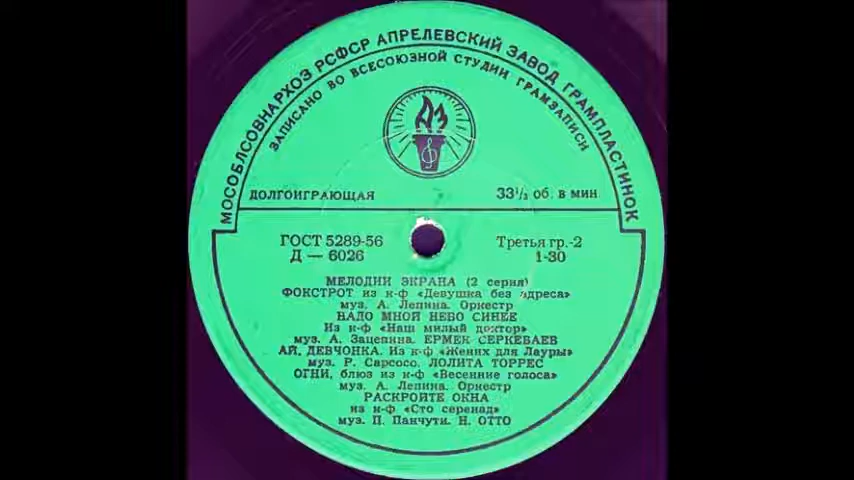 МОСОБЛСОВНАРХОЗ РСФСР АПРЕЛЕВСКИЙ ЗАВОД ГРАМПЛАСТИНОК
ЗАПИСАНО ВО ВСЕСОЮЗНОЙ СТУДИИ ГРАМЗАПИСИ
АЗ
ДОЛГОИГРАЮЩАЯ 33⅓ об. в мин.
ГОСТ 5289-56 Третья гр.-2
Д — 6026 1-30
МЕЛОДИИ ЭКРАНА (2 серия)
ФОКСТРОТ из к-ф «Девушка без адреса»
муз. А. Лепина. Оркестр
НАДО МНОЙ НЕБО СИНЕЕ
Из к-ф «Наш милый доктор»
муз. А. Зацепина. ЕРМЕК СЕРКЕБАЕВ
АЙ, ДЕВЧОНКА. Из к-ф «Жених для Лауры»
муз. Р. Сарсосо. ЛОЛИТА ТОРРЕС
ОГНИ, блюз из к-ф «Весенние голоса»
муз. А. Лепина. Оркестр
РАСКРОЙТЕ ОКНА
из к-ф «Сто серенад»
муз. П. Панчути. Н. ОТТО